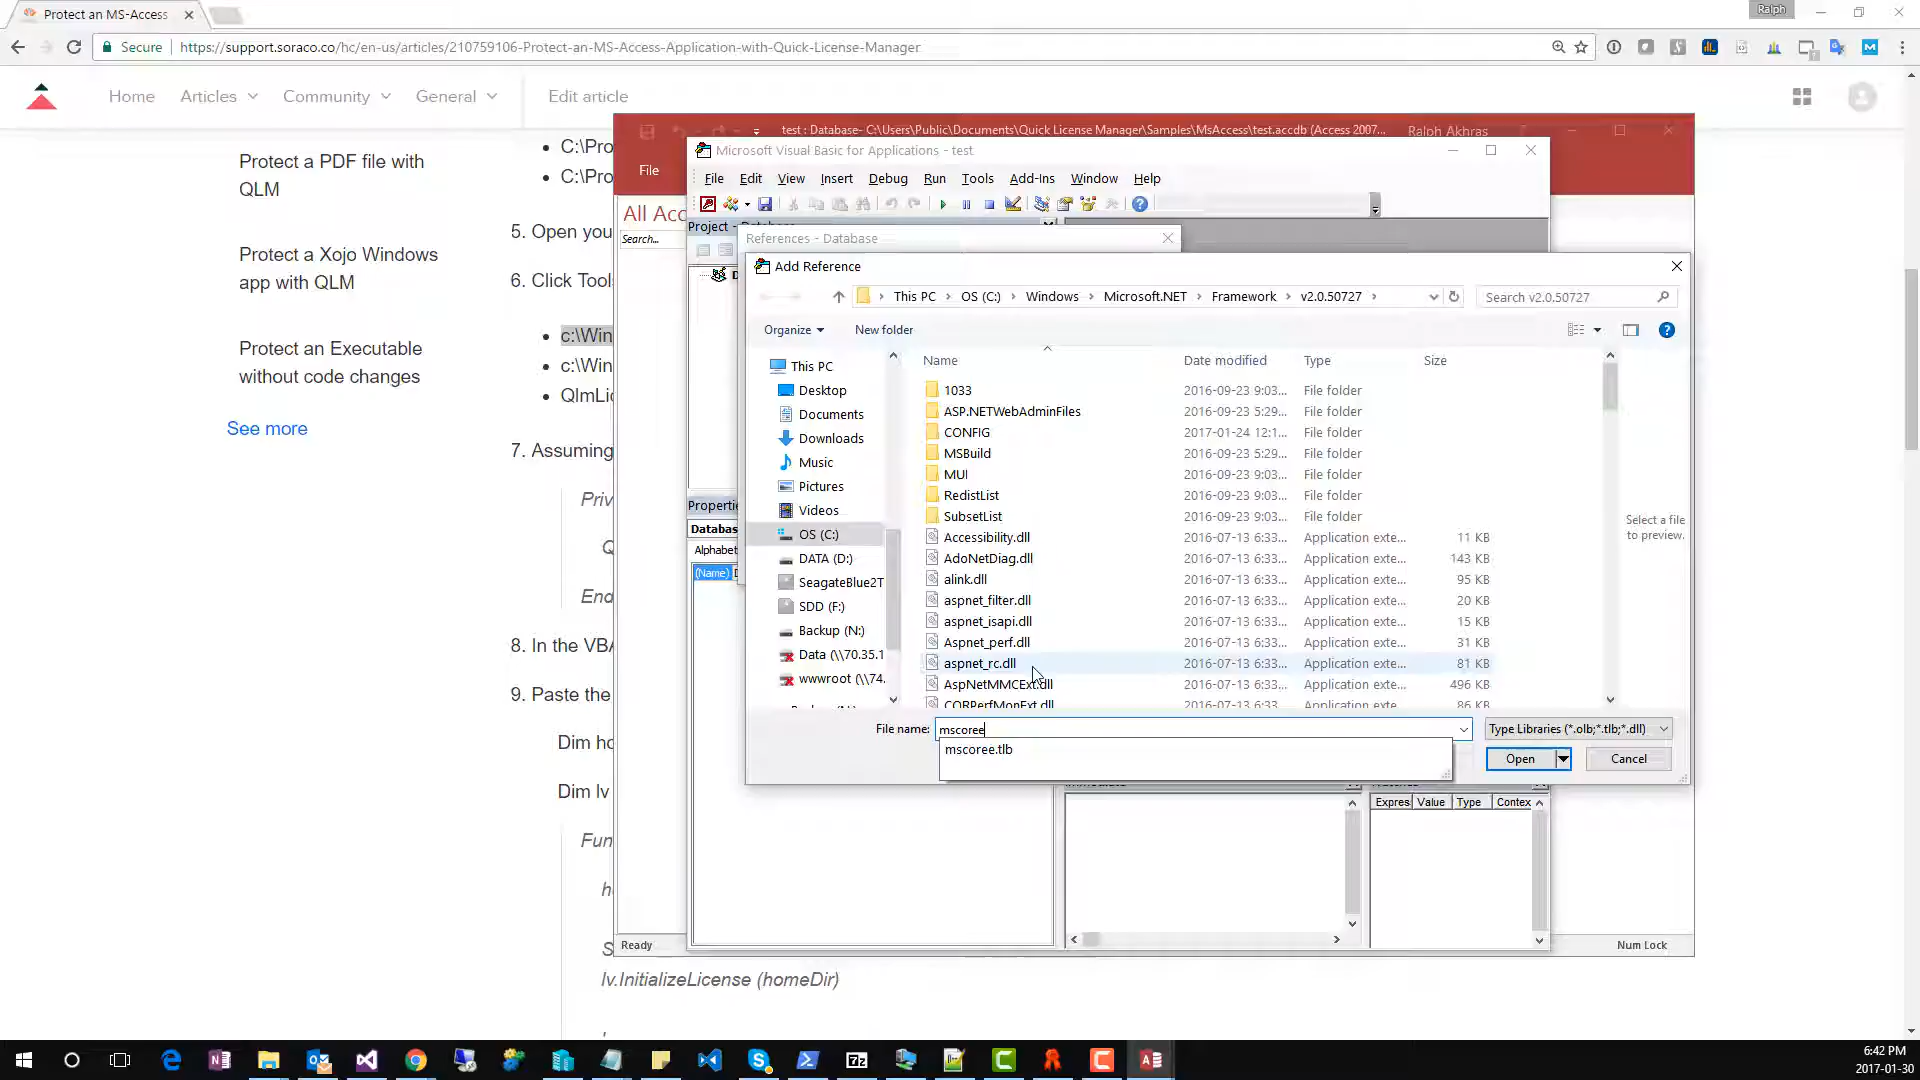 Protect an MS-Access
Ralph
Secure
https://support.soraco.co/hc/en-us/articles/210759106-Protect-an-MS-Access-Application-with-Quick-License-Manager
Home
Articles
Community
General
Edit article
Protect a PDF file with
QLM
Protect a Xojo Windows
app with QLM
Protect an Executable
without code changes
See more
C:\Pro
C:\Pro
5. Open you
6. Click Tool
c:\Win
c:\Win
QlmLic
7. Assuming
Priv
Q
End
8. In the VBA
9. Paste the
Dim ho
Dim lv
Fun
h
S
lv.InitializeLicense (homeDir)
test : Database- C:\Users\Public\Documents\Quick License Manager\Samples\MsAccess\test.accdb (Access 2007...
Ralph Akhras
File
All Acc
Search...
Ready
Num Lock
Microsoft Visual Basic for Applications - test
File Edit View Insert Debug Run Tools Add-Ins Window Help
Project -
D
Properti
Databas
Alphabet
(Name) D
Expres Value Type Contex
References - Database
Add Reference
This PC OS (C:) Windows Microsoft.NET Framework v2.0.50727
Search v2.0.50727
Organize
New folder
This PC
Desktop
Documents
Downloads
Music
Pictures
Videos
OS (C:)
DATA (D:)
SeagateBlue2T
SDD (F:)
Backup (N:)
Data (\\70.35.1
wwwroot (\\74.
Name Date modified Type Size
1033 2016-09-23 9:03... File folder
ASP.NETWebAdminFiles 2016-09-23 5:29... File folder
CONFIG 2017-01-24 12:1... File folder
MSBuild 2016-09-23 5:29... File folder
MUI 2016-09-23 9:03... File folder
RedistList 2016-09-23 9:03... File folder
SubsetList 2016-09-23 9:03... File folder
Accessibility.dll 2016-07-13 6:33... Application exte... 11 KB
AdoNetDiag.dll 2016-07-13 6:33... Application exte... 143 KB
alink.dll 2016-07-13 6:33... Application exte... 95 KB
aspnet_filter.dll 2016-07-13 6:33... Application exte... 20 KB
aspnet_isapi.dll 2016-07-13 6:33... Application exte... 15 KB
Aspnet_perf.dll 2016-07-13 6:33... Application exte... 31 KB
aspnet_rc.dll 2016-07-13 6:33... Application exte... 81 KB
AspNetMMCExt.dll 2016-07-13 6:33... Application exte... 496 KB
CORPerfMonExt.dll 2016-07-13 6:33... Application exte... 86 KB
Select a file
to preview.
File name: mscoree
Type Libraries (*.olb;*.tlb;*.dll)
mscoree.tlb
Open
Cancel
6:42 PM
2017-01-30